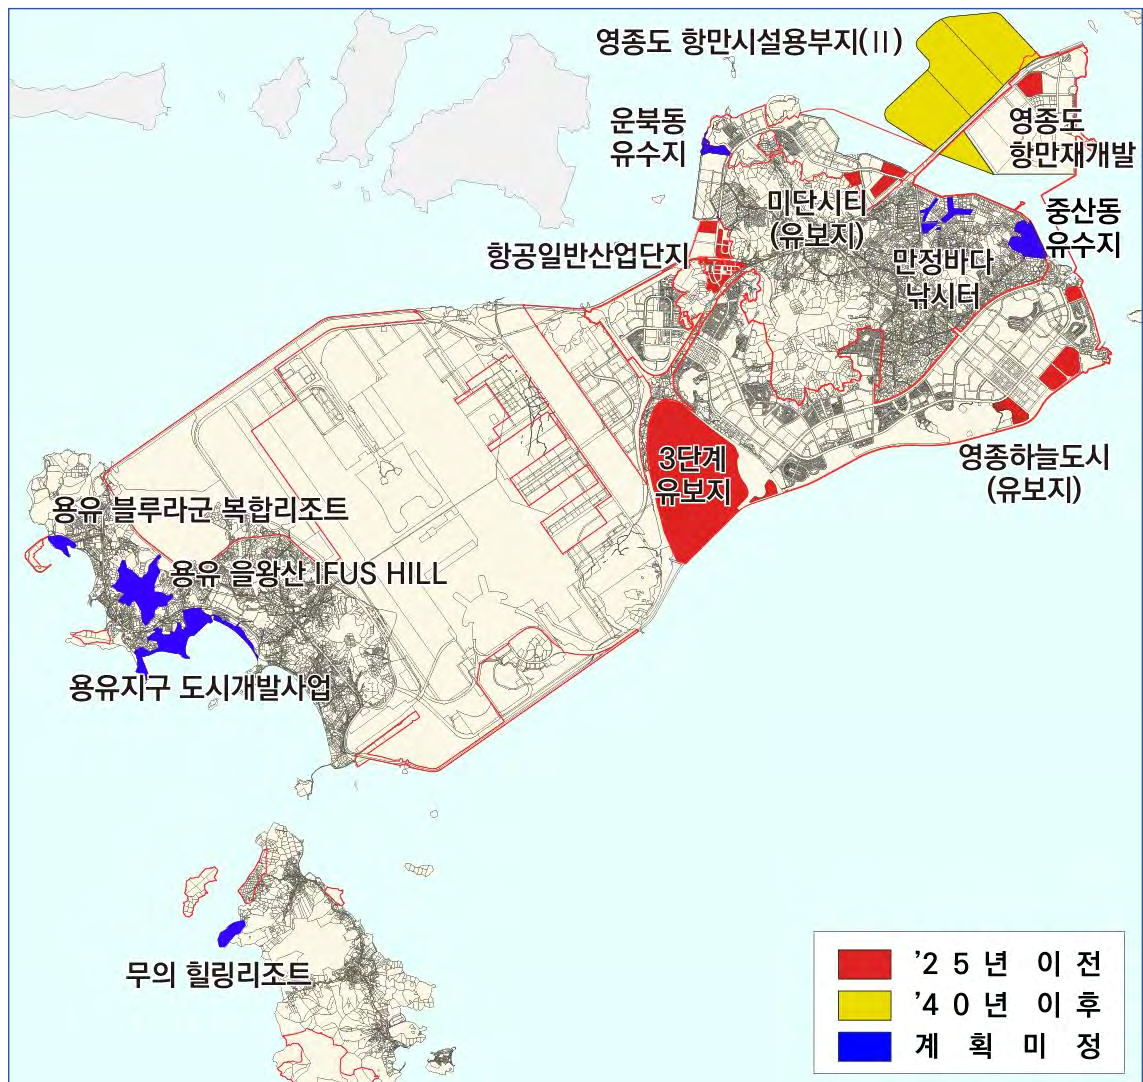 영종도 항만시설용부지(Ⅱ)
운북동
유수지
영종도
항만재개발
미단시티
(유보지)
중산동
유수지
항공일반산업단지
만정바다
낚시터
3단계
유보지
영종하늘도시
(유보지)
용유 블루라군 복합리조트
용유 을왕산 IFUS HILL
용유지구 도시개발사업
무의 힐링리조트
’25년 이전
’40년 이후
계획미정